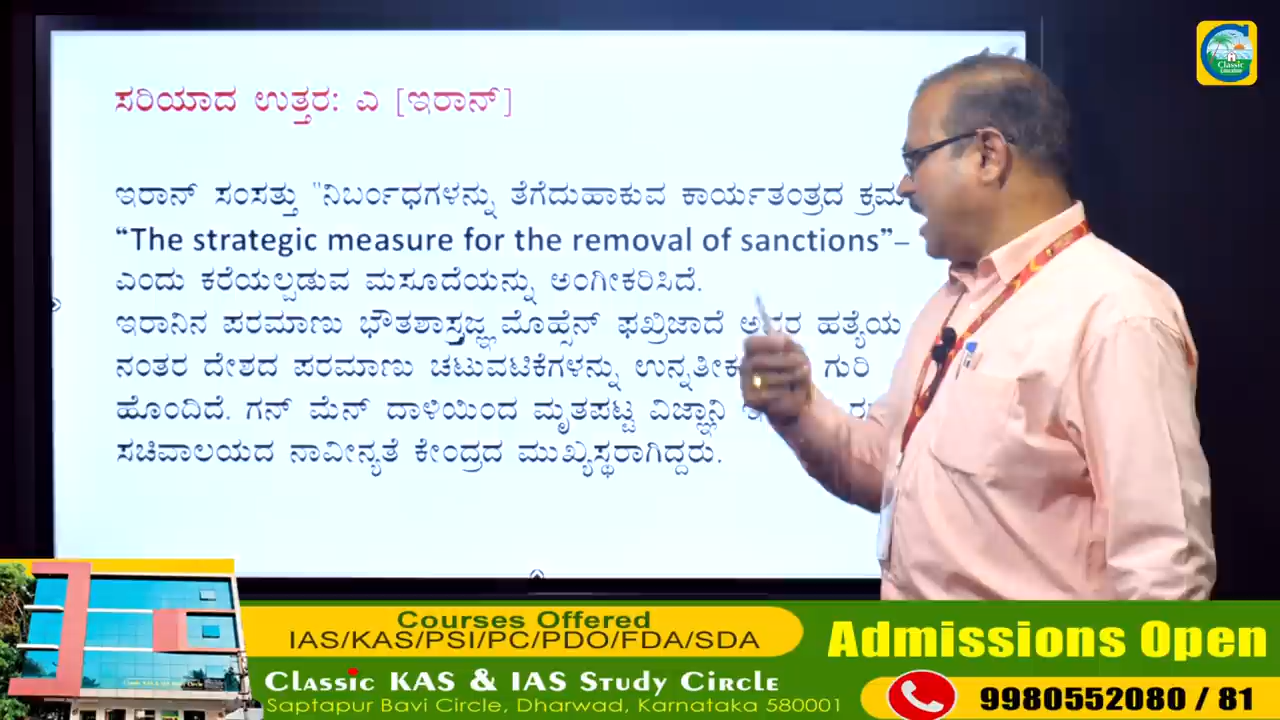 ಸರಿಯಾದ ಉತ್ತರ: ಎ [ಇರಾನ್]
ಇರಾನ್ ಸಂಸತ್ತು "ನಿರ್ಬಂಧಗಳನ್ನು ತೆಗೆದುಹಾಕುವ ಕಾರ್ಯತಂತ್ರದ
“The strategic measure for the removal of sanctions”–
ಎಂದು ಕರೆಯಲ್ಪಡುವ ಮಸೂದೆಯನ್ನು ಅಂಗೀಕರಿಸಿದೆ.
ಇರಾನಿನ ಪರಮಾಣು ಭೌತಶಾಸ್ತ್ರಜ್ಞ ಮೊಹ್ಸೆನ್ ಫಖ್ರಿಜಾದೆ ಹತ್ಯೆಯ
ನಂತರ ದೇಶದ ಪರಮಾಣು ಚಟುವಟಿಕೆಗಳನ್ನು ಗುರಿ
ಹೊಂದಿದೆ. ಗನ್ ಮೆನ್ ದಾಳಿಯಿಂದ ಮೃತಪಟ್ಟ ವಿಜ್ಞಾನಿ
ಸಚಿವಾಲಯದ ನಾವೀನ್ಯತೆ ಕೇಂದ್ರದ ಮುಖ್ಯಸ್ಥರಾಗಿದ್ದರು.
Classic
Education
Courses Offered
IAS/KAS/PSI/PC/PDO/FDA/SDA
Classic KAS & IAS Study Circle
Saptapur Bavi Circle, Dharwad, Karnataka 580001
Admissions Open
9980552080 / 81